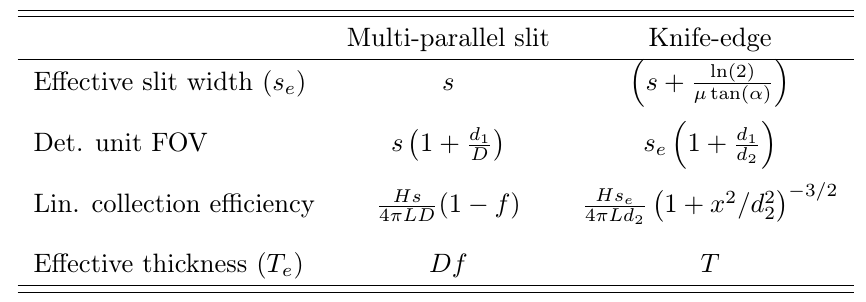 Multi-parallel slit Knife-edge
Effective slit width (s_e) s (s + ln(2)/(μ tan(α)))
Det. unit FOV s(1 + d_1/D) s_e(1 + d_1/d_2)
Lin. collection efficiency Hs/(4πLD)(1 − f) Hs_e/(4πLd_2)(1 + x^2/d_2^2)^{−3/2}
Effective thickness (T_e) Df T